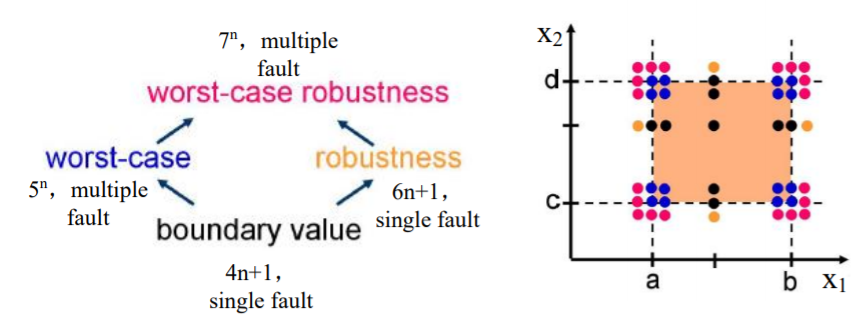 7ⁿ, multiple
fault
worst-case robustness
worst-case
robustness
5ⁿ, multiple
fault
6n+1,
single fault
boundary value
4n+1,
single fault
X₂
d
c
a
b
X₁